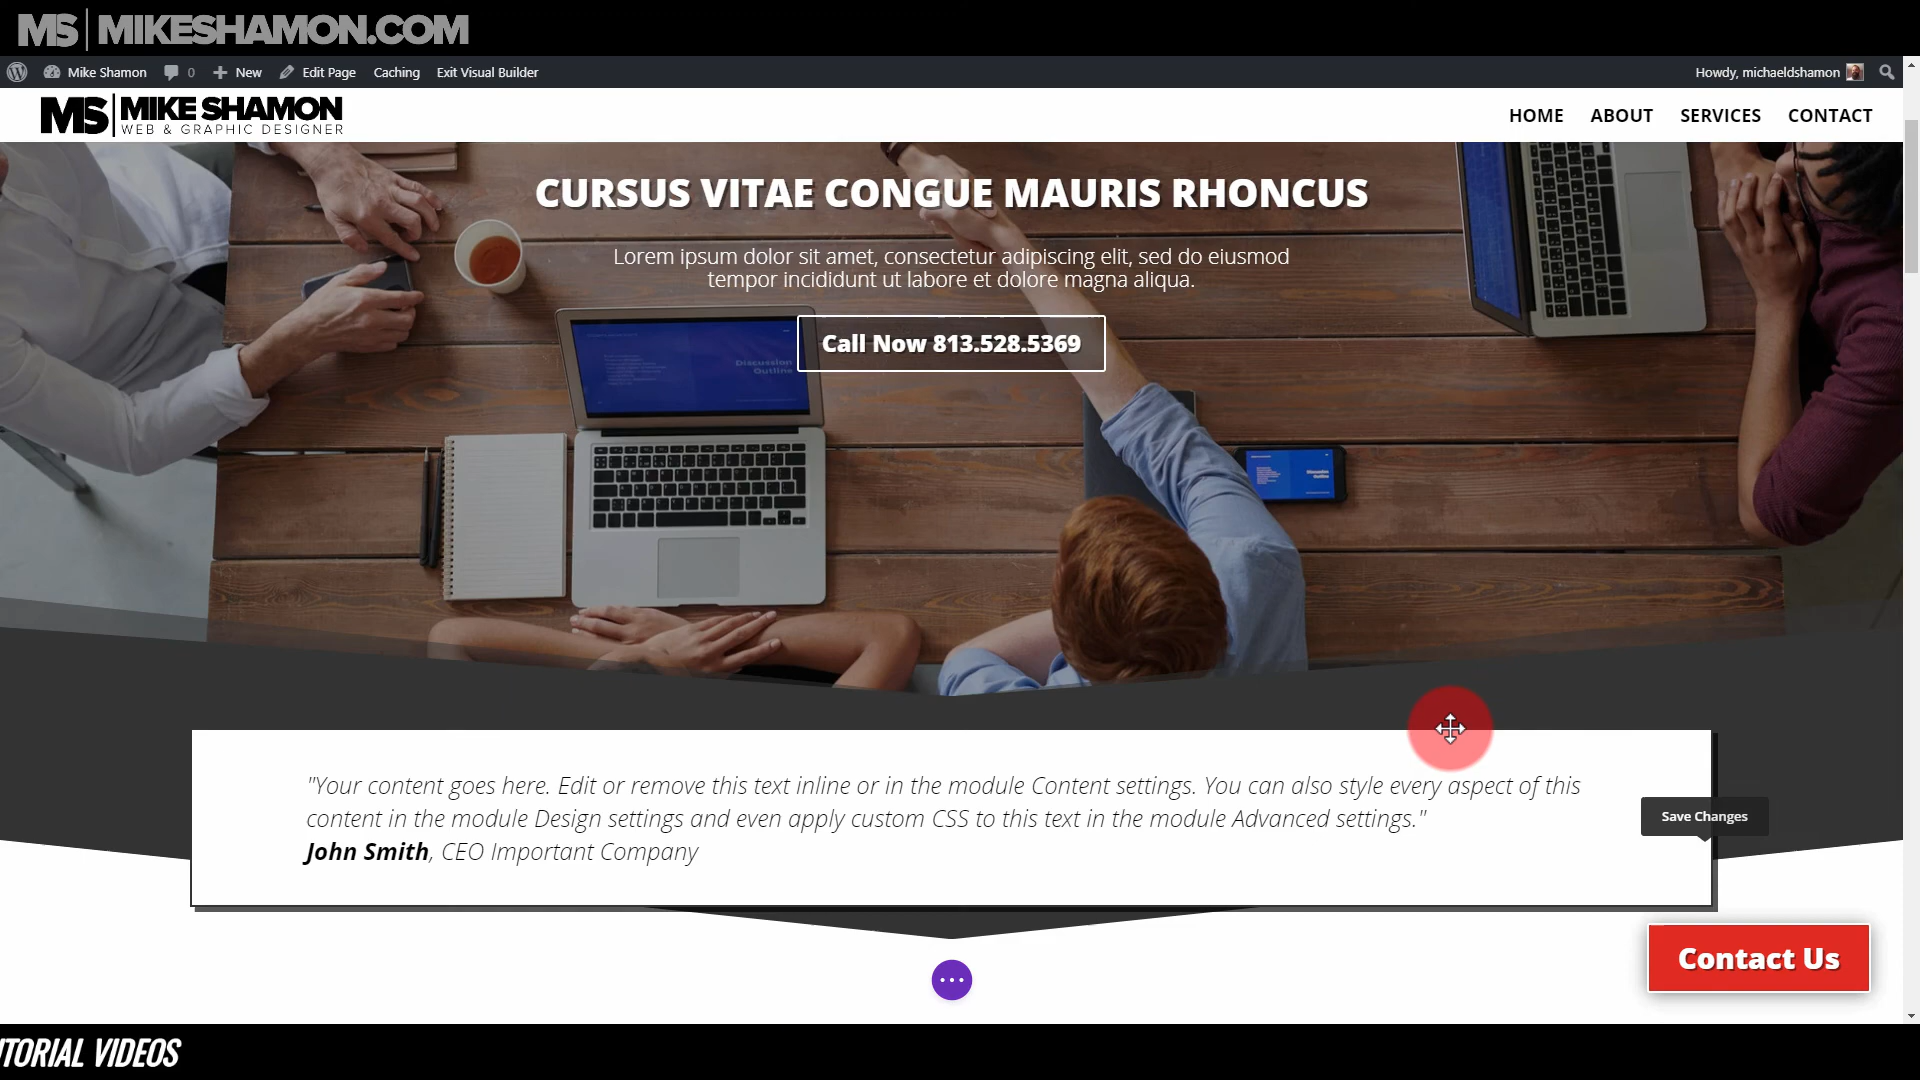 MS MIKESHAMON.COM
Mike Shamon 0 New Edit Page Caching Exit Visual Builder Howdy, michaeldshamon
MS MIKE SHAMON
WEB & GRAPHIC DESIGNER
HOME ABOUT SERVICES CONTACT
CURSUS VITAE CONGUE MAURIS RHONCUS
Lorem ipsum dolor sit amet, consectetur adipiscing elit, sed do eiusmod
tempor incididunt ut labore et dolore magna aliqua.
Call Now 813.528.5369
Discussion
Outline
"Your content goes here. Edit or remove this text inline or in the module Content settings. You can also style every aspect of this
content in the module Design settings and even apply custom CSS to this text in the module Advanced settings."
John Smith, CEO Important Company
Save Changes
Contact Us
TORIAL VIDEOS